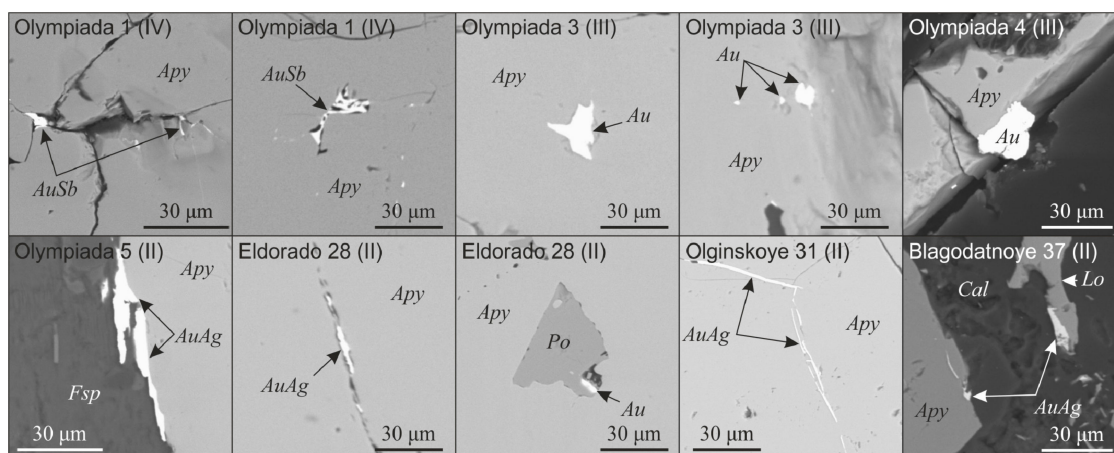 Olympiada 1 (IV)
Apy
AuSb
30 µm
Olympiada 1 (IV)
AuSb
Apy
30 µm
Olympiada 3 (III)
Apy
Au
30 µm
Olympiada 3 (III)
Au
Apy
30 µm
Olympiada 4 (III)
Apy
Au
30 µm
Olympiada 5 (II)
Apy
AuAg
Fsp
30 µm
Eldorado 28 (II)
Apy
AuAg
30 µm
Eldorado 28 (II)
Apy
Po
Au
30 µm
Olginskoye 31 (II)
AuAg
Apy
30 µm
Blagodatnoye 37 (II)
Cal
Lo
Apy
AuAg
30 µm